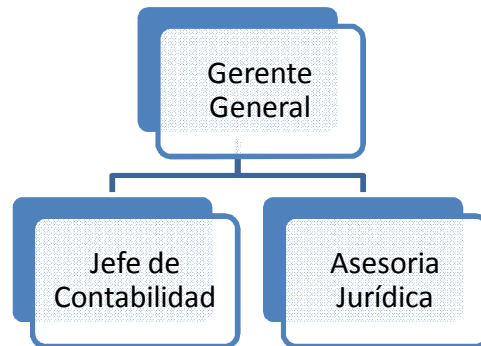 Gerente
General
Jefe de
Contabilidad
Asesoria
Jurídica